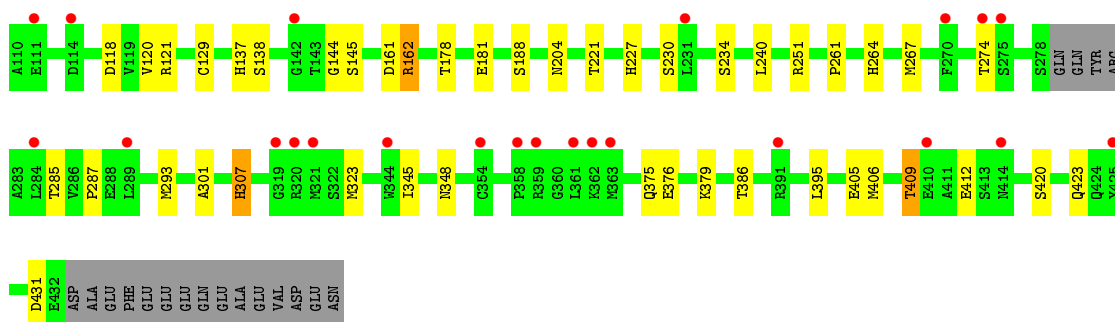 A110 E111 D114 D118 V119 V120 R121 C129 H137 S138 G142 T143 G144 S145 D161 R162 T178 E181 S188 N204 T221 H227 S230 L231 S234 L240 R251 P261 H264 M267 F270 T274 S275 S278 GLN GLN TYR ARG
A283 L284 T285 V286 P287 E288 L289 M293 A301 H307 G319 R320 M321 S322 M323 W344 I345 N348 C354 P358 R359 G360 L361 K362 M363 Q375 E376 K379 T386 R391 L395 E405 M406 T409 E410 A411 E412 S413 N414 S420 Q423 Q424 Y425
D431 E432 ASP ALA GLU PHE GLU GLU GLU GLN GLU ALA GLU VAL ASP GLU ASN